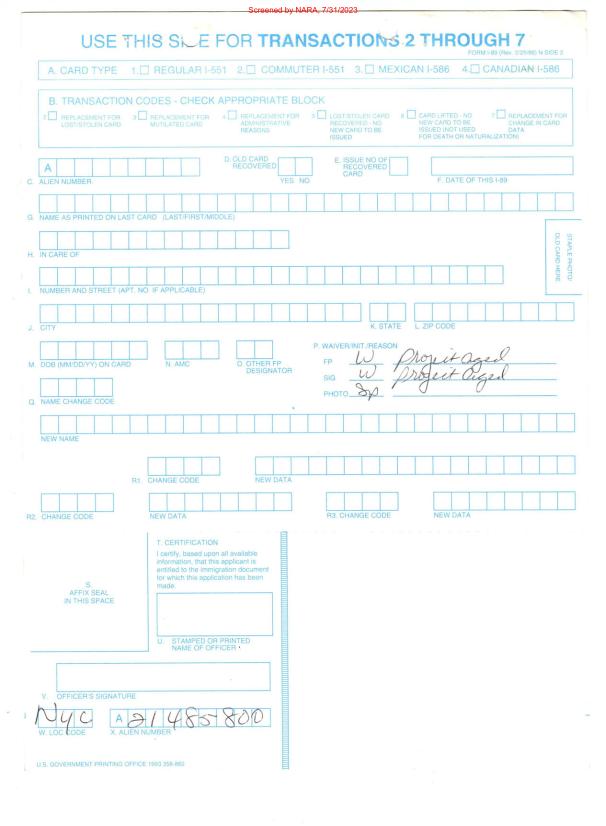 Screened by NARA, 7/31/2023
USE THIS SIDE FOR TRANSACTIONS 2 THROUGH 7
FORM I-89 (Rev. 2/25/88) N SIDE 2
A. CARD TYPE 1. REGULAR I-551 2. COMMUTER I-551 3. MEXICAN I-586 4. CANADIAN I-586
B. TRANSACTION CODES - CHECK APPROPRIATE BLOCK
2 REPLACEMENT FOR LOST/STOLEN CARD
3 REPLACEMENT FOR MUTILATED CARD
4 REPLACEMENT FOR ADMINISTRATIVE REASONS
5 LOST/STOLEN CARD RECOVERED - NO NEW CARD TO BE ISSUED
6 CARD LIFTED - NO NEW CARD TO BE ISSUED (NOT USED FOR DEATH OR NATURALIZATION)
7 REPLACEMENT FOR CHANGE IN CARD DATA
A
C. ALIEN NUMBER
D. OLD CARD RECOVERED
YES NO
E. ISSUE NO OF RECOVERED CARD
F. DATE OF THIS I-89
G. NAME AS PRINTED ON LAST CARD (LAST/FIRST/MIDDLE)
H. IN CARE OF
STAPLE PHOTO/
OLD CARD HERE
I. NUMBER AND STREET (APT. NO IF APPLICABLE)
J. CITY
K. STATE
L. ZIP CODE
M. DOB (MM/DD/YY) ON CARD
N. AMC
O. OTHER FP DESIGNATOR
P. WAIVER/INIT./REASON
FP W Project aged
SIG W Project Aged
PHOTO
Q. NAME CHANGE CODE
NEW NAME
R1. CHANGE CODE NEW DATA
R2. CHANGE CODE NEW DATA R3. CHANGE CODE NEW DATA
S.
AFFIX SEAL
IN THIS SPACE
T. CERTIFICATION
I certify, based upon all available
information, that this applicant is
entitled to the immigration document
for which this application has been
made.
U. STAMPED OR PRINTED
NAME OF OFFICER
V. OFFICER'S SIGNATURE
NYC A 21 485 800
W. LOC CODE X. ALIEN NUMBER
U.S. GOVERNMENT PRINTING OFFICE 1993